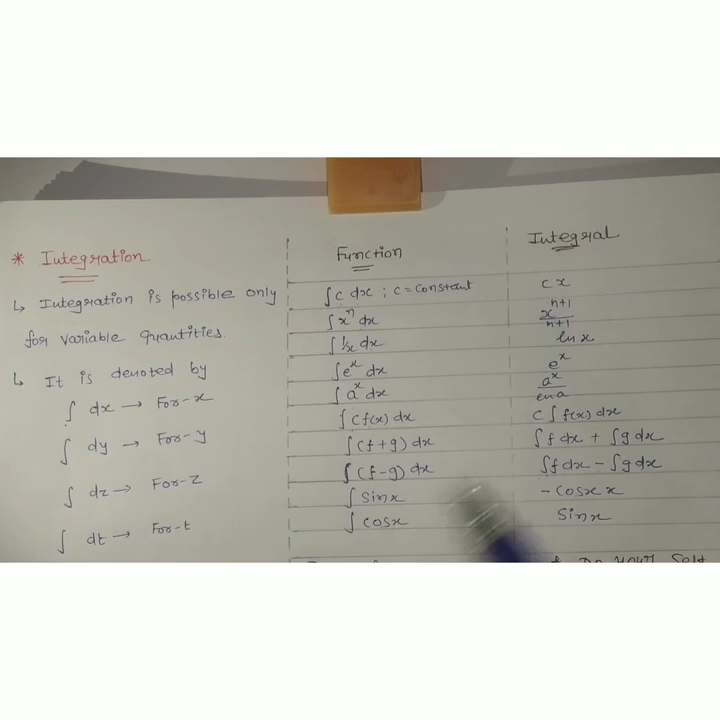 * Integration
↳ Integration is possible only
for variable quantities.
↳ It is denoted by
∫ dx → For-x
∫ dy → For-y
∫ dz → For-z
∫ dt → For-t
Function | Integral
∫c dx ; c = constant | cx
∫xⁿ dx | xⁿ⁺¹/n+1
∫1/x dx | ln x
∫eˣ dx | eˣ
∫aˣ dx | aˣ/ln a
∫cf(x) dx | c∫f(x) dx
∫(f+g) dx | ∫f dx + ∫g dx
∫(f-g) dx | ∫f dx - ∫g dx
∫sinx | -cosx x
∫cosx | sinx